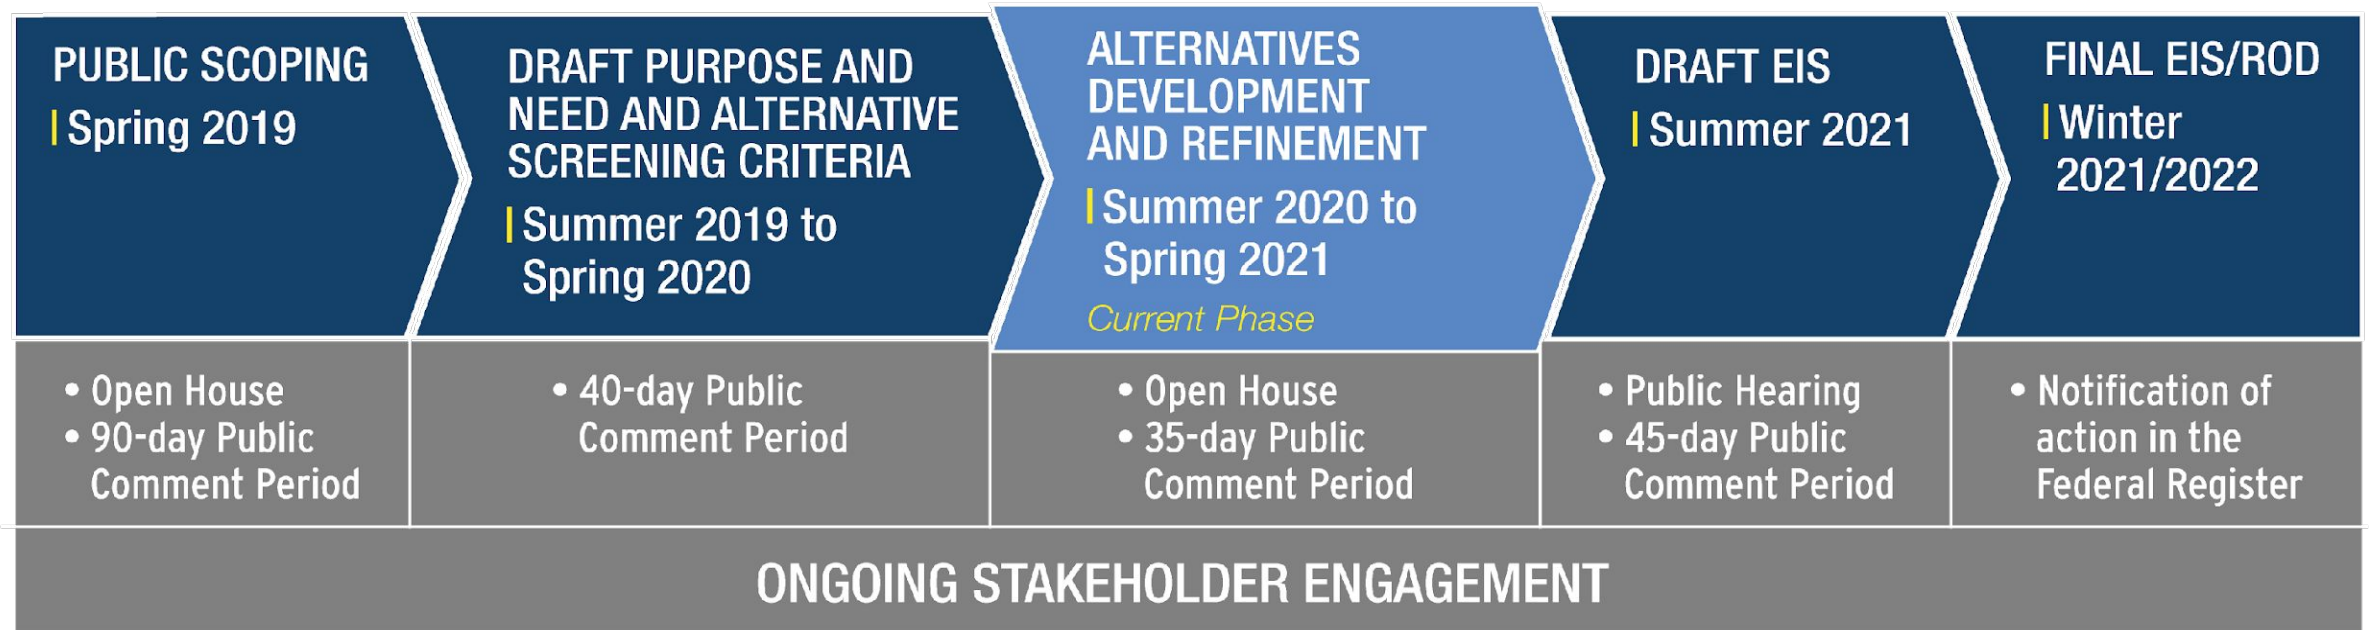 PUBLIC SCOPING
Spring 2019
DRAFT PURPOSE AND
NEED AND ALTERNATIVE
SCREENING CRITERIA
Summer 2019 to
Spring 2020
ALTERNATIVES
DEVELOPMENT
AND REFINEMENT
Summer 2020 to
Spring 2021
Current Phase
DRAFT EIS
Summer 2021
FINAL EIS/ROD
Winter
2021/2022
• Open House
• 90-day Public
Comment Period
• 40-day Public
Comment Period
• Open House
• 35-day Public
Comment Period
• Public Hearing
• 45-day Public
Comment Period
• Notification of
action in the
Federal Register
ONGOING STAKEHOLDER ENGAGEMENT